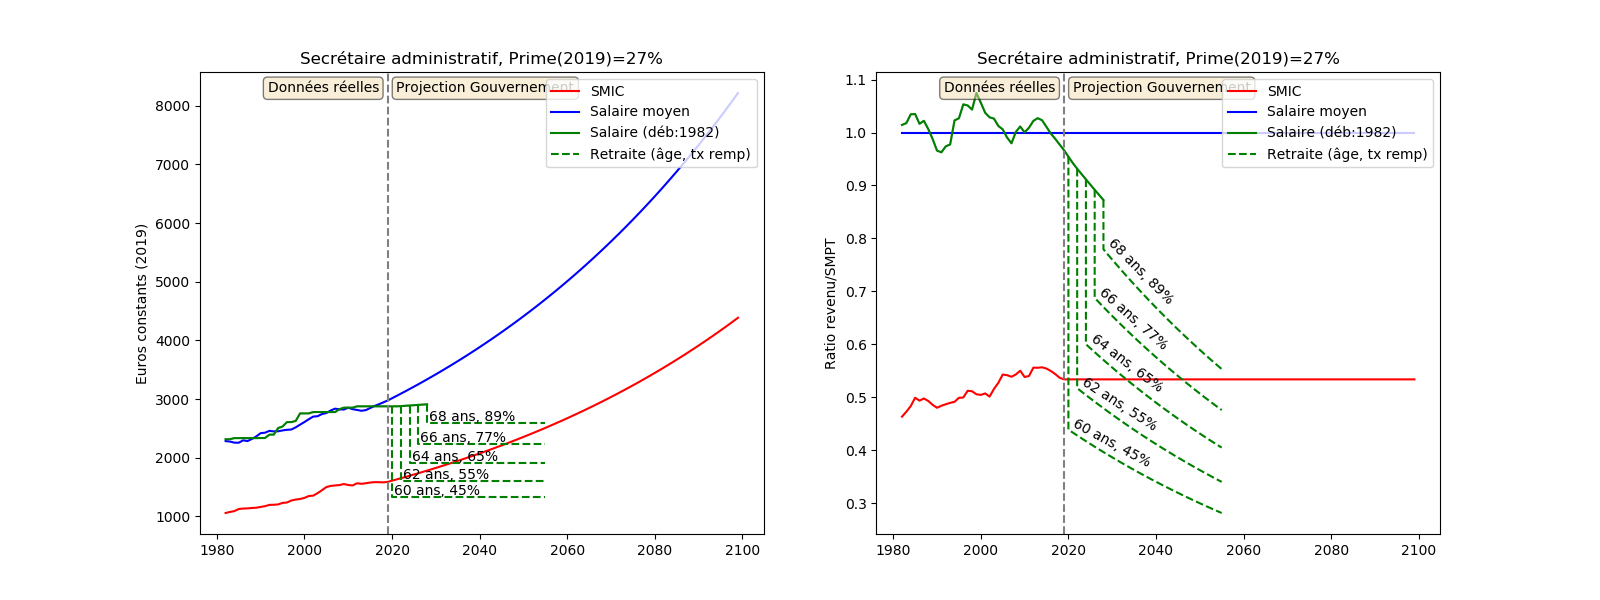 Secrétaire administratif, Prime(2019)=27%
Données réelles
Projection Gouvernement
SMIC
Salaire moyen
Salaire (déb:1982)
Retraite (âge, tx remp)
Euros constants (2019)
8000
7000
6000
5000
4000
3000
2000
1000
68 ans, 89%
66 ans, 77%
64 ans, 65%
62 ans, 55%
60 ans, 45%
1980 2000 2020 2040 2060 2080 2100
Secrétaire administratif, Prime(2019)=27%
Données réelles
Projection Gouvernement
SMIC
Salaire moyen
Salaire (déb:1982)
Retraite (âge, tx remp)
Ratio revenu/SMPT
1.1
1.0
0.9
0.8
0.7
0.6
0.5
0.4
0.3
68 ans, 89%
66 ans, 77%
64 ans, 65%
62 ans, 55%
60 ans, 45%
1980 2000 2020 2040 2060 2080 2100